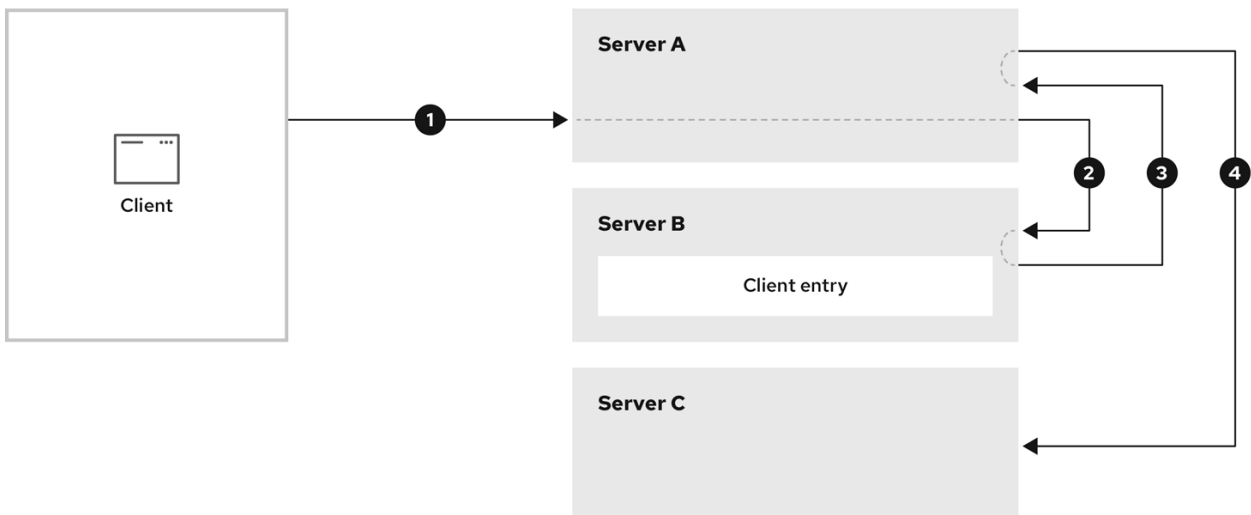 Client
1
Server A
2
3
4
Server B
Client entry
Server C